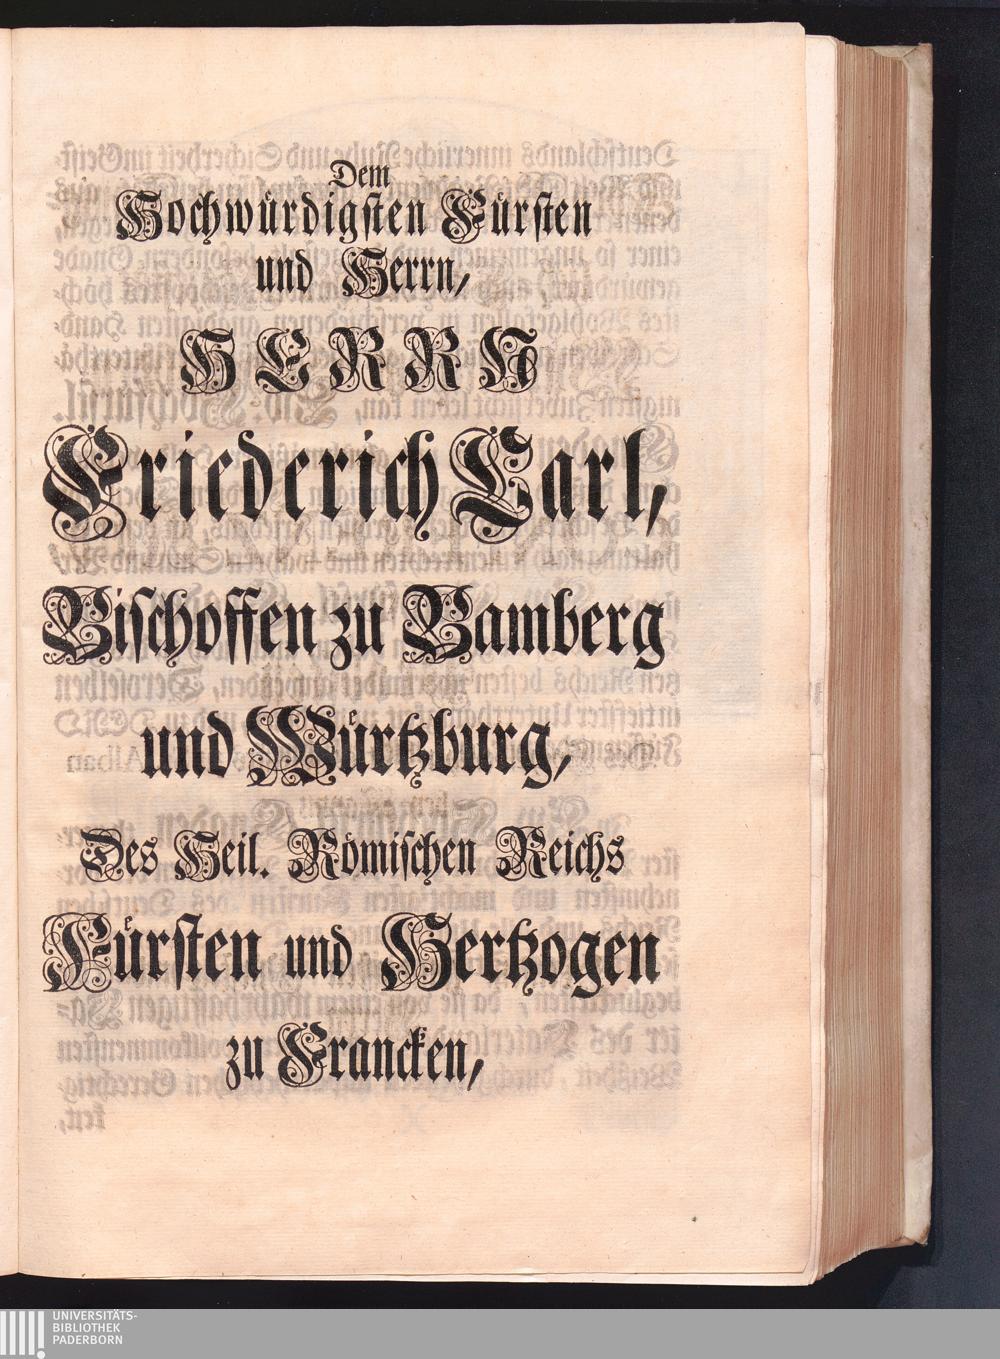 Dem
Hochwürdigsten Fürsten
und Herrn,
HERRN
Friederich Carl,
Bischoffen zu Bamberg
und Würtzburg,
Des Heil. Römischen Reichs
Fürsten und Hertzogen
zu Francken,
UNIVERSITÄTS-
BIBLIOTHEK
PADERBORN